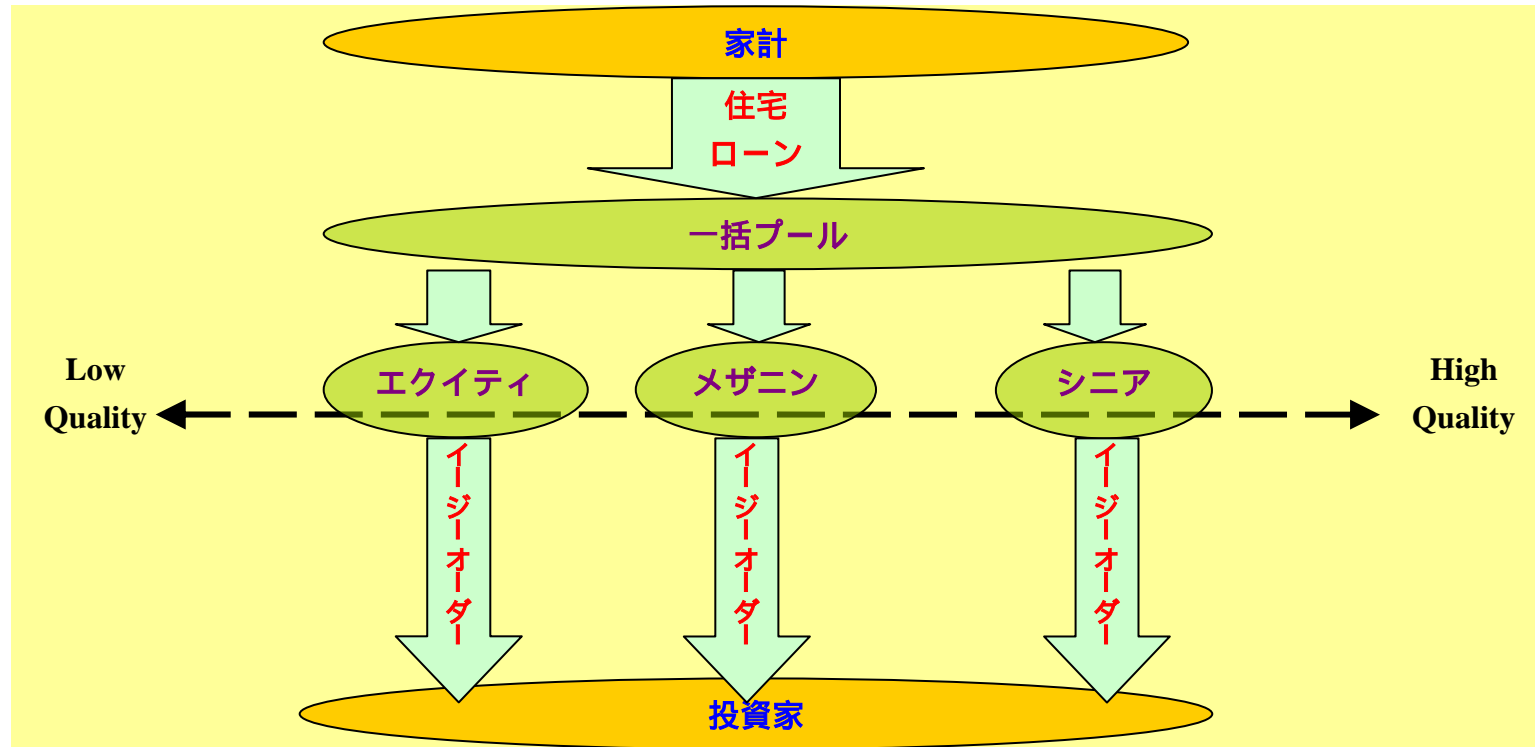 家計
住宅
ローン
一括プール
エクイティ
メザニン
シニア
Low
Quality
High
Quality
イージーオーダー
イージーオーダー
イージーオーダー
投資家